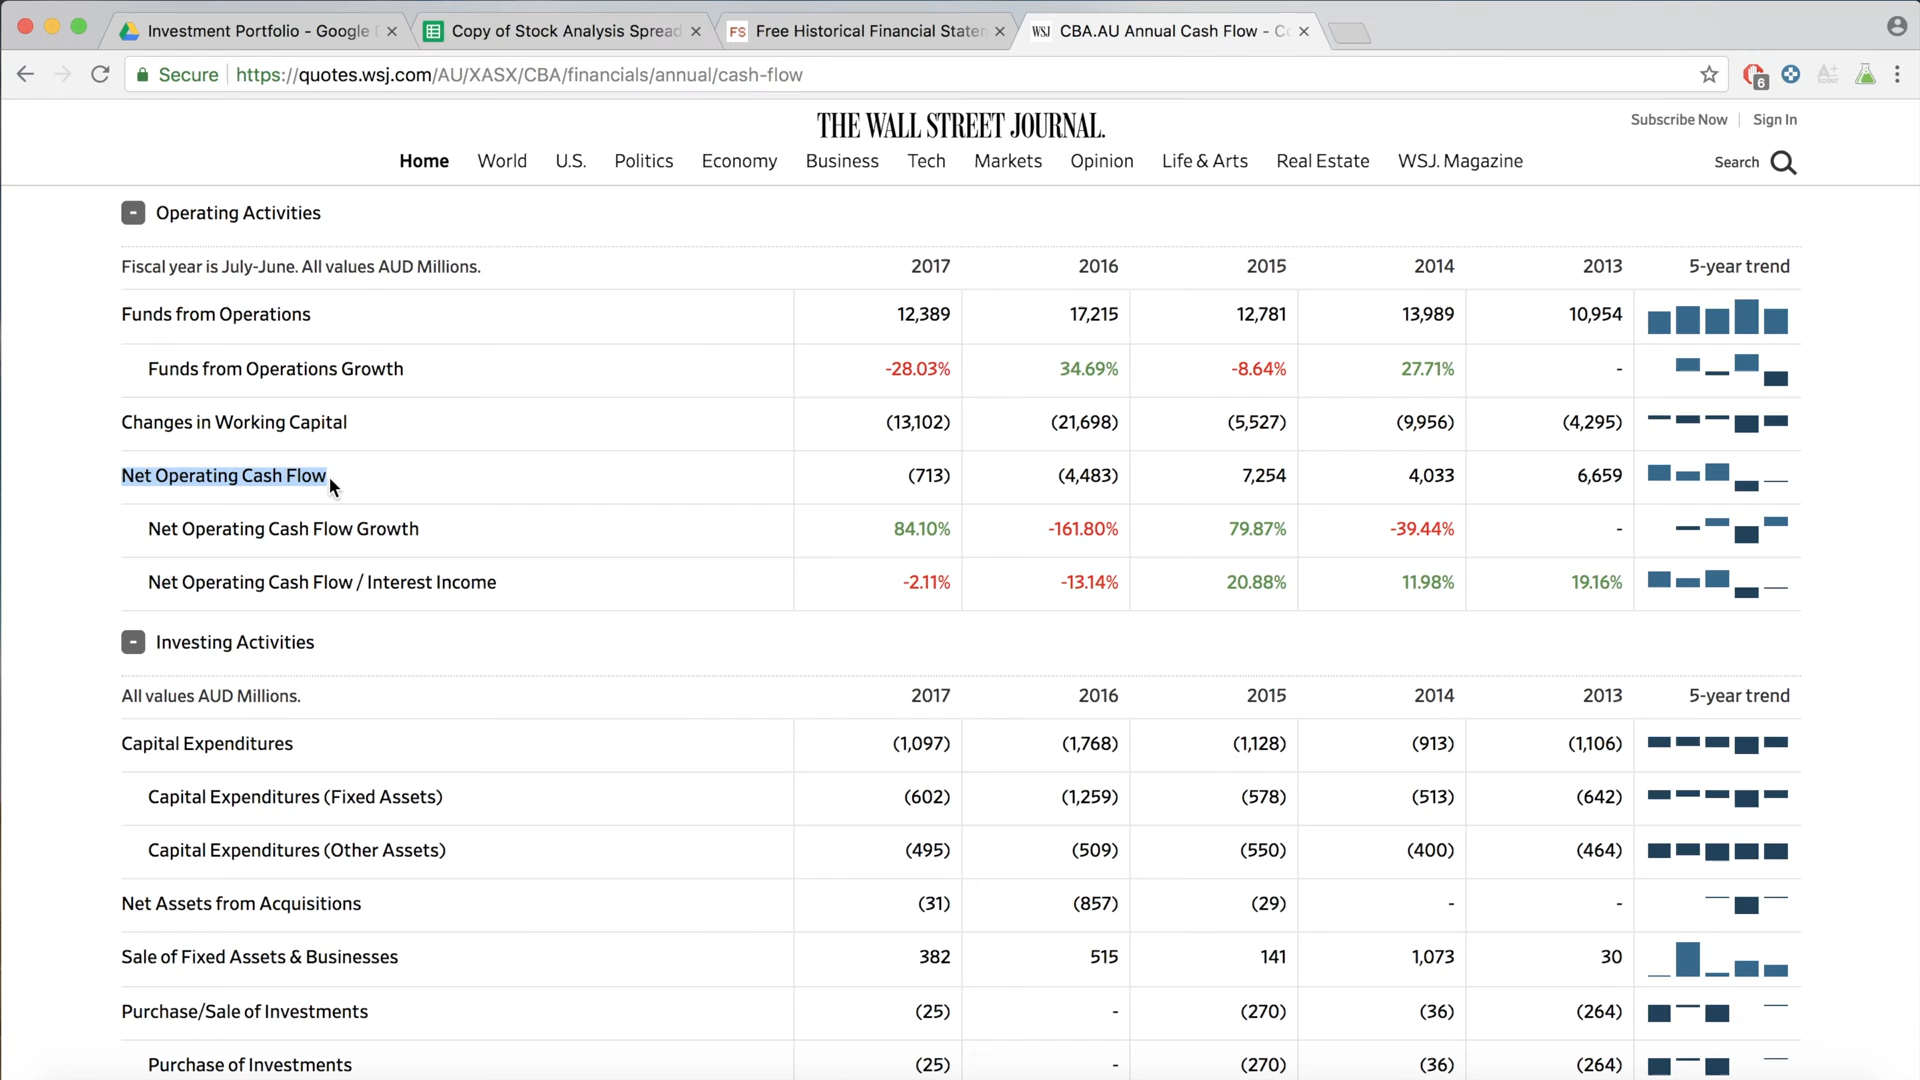 Investment Portfolio - Google D
Copy of Stock Analysis Spread
FS Free Historical Financial Staten
WSJ CBA.AU Annual Cash Flow - Co
Secure https://quotes.wsj.com/AU/XASX/CBA/financials/annual/cash-flow
6
THE WALL STREET JOURNAL.
Subscribe Now Sign In
Home World U.S. Politics Economy Business Tech Markets Opinion Life & Arts Real Estate WSJ. Magazine
Search
- Operating Activities
Fiscal year is July-June. All values AUD Millions. 2017 2016 2015 2014 2013 5-year trend
Funds from Operations 12,389 17,215 12,781 13,989 10,954
Funds from Operations Growth -28.03% 34.69% -8.64% 27.71% -
Changes in Working Capital (13,102) (21,698) (5,527) (9,956) (4,295)
Net Operating Cash Flow (713) (4,483) 7,254 4,033 6,659
Net Operating Cash Flow Growth 84.10% -161.80% 79.87% -39.44% -
Net Operating Cash Flow / Interest Income -2.11% -13.14% 20.88% 11.98% 19.16%
- Investing Activities
All values AUD Millions. 2017 2016 2015 2014 2013 5-year trend
Capital Expenditures (1,097) (1,768) (1,128) (913) (1,106)
Capital Expenditures (Fixed Assets) (602) (1,259) (578) (513) (642)
Capital Expenditures (Other Assets) (495) (509) (550) (400) (464)
Net Assets from Acquisitions (31) (857) (29) - -
Sale of Fixed Assets & Businesses 382 515 141 1,073 30
Purchase/Sale of Investments (25) - (270) (36) (264)
Purchase of Investments (25) - (270) (36) (264)